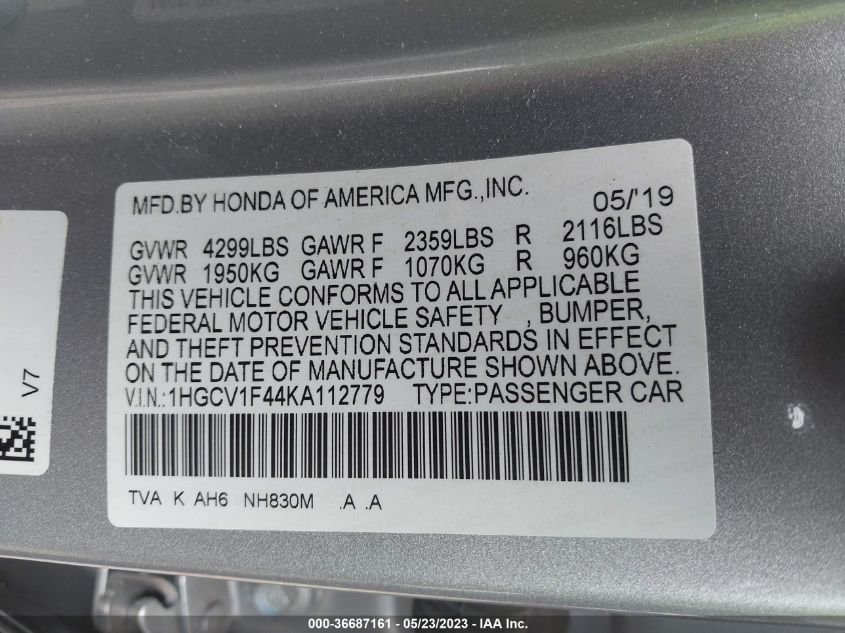 MFD.BY HONDA OF AMERICA MFG.,INC. 05/'19
GVWR 4299LBS GAWR F 2359LBS R 2116LBS
GVWR 1950KG GAWR F 1070KG R 960KG
THIS VEHICLE CONFORMS TO ALL APPLICABLE
FEDERAL MOTOR VEHICLE SAFETY , BUMPER,
AND THEFT PREVENTION STANDARDS IN EFFECT
ON THE DATE OF MANUFACTURE SHOWN ABOVE.
V.I.N.:1HGCV1F44KA112779 TYPE:PASSENGER CAR
TVA K AH6 NH830M .A .A
V7
000-36687161 - 05/23/2023 - IAA Inc.